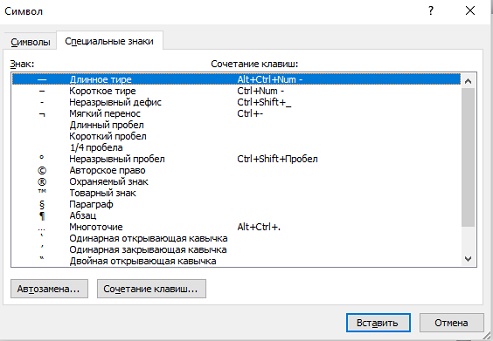 Символ
?
Символы Специальные знаки
Знак: Сочетание клавиш:
— Длинное тире Alt+Ctrl+Num -
– Короткое тире Ctrl+Num -
- Неразрывный дефис Ctrl+Shift+_
¬ Мягкий перенос Ctrl+-
Длинный пробел
Короткий пробел
1/4 пробела
° Неразрывный пробел Ctrl+Shift+Пробел
© Авторское право
® Охраняемый знак
™ Товарный знак
§ Параграф
¶ Абзац
… Многоточие Alt+Ctrl+.
‛ Одинарная открывающая кавычка
’ Одинарная закрывающая кавычка
“ Двойная открывающая кавычка
Автозамена... Сочетание клавиш...
Вставить Отмена